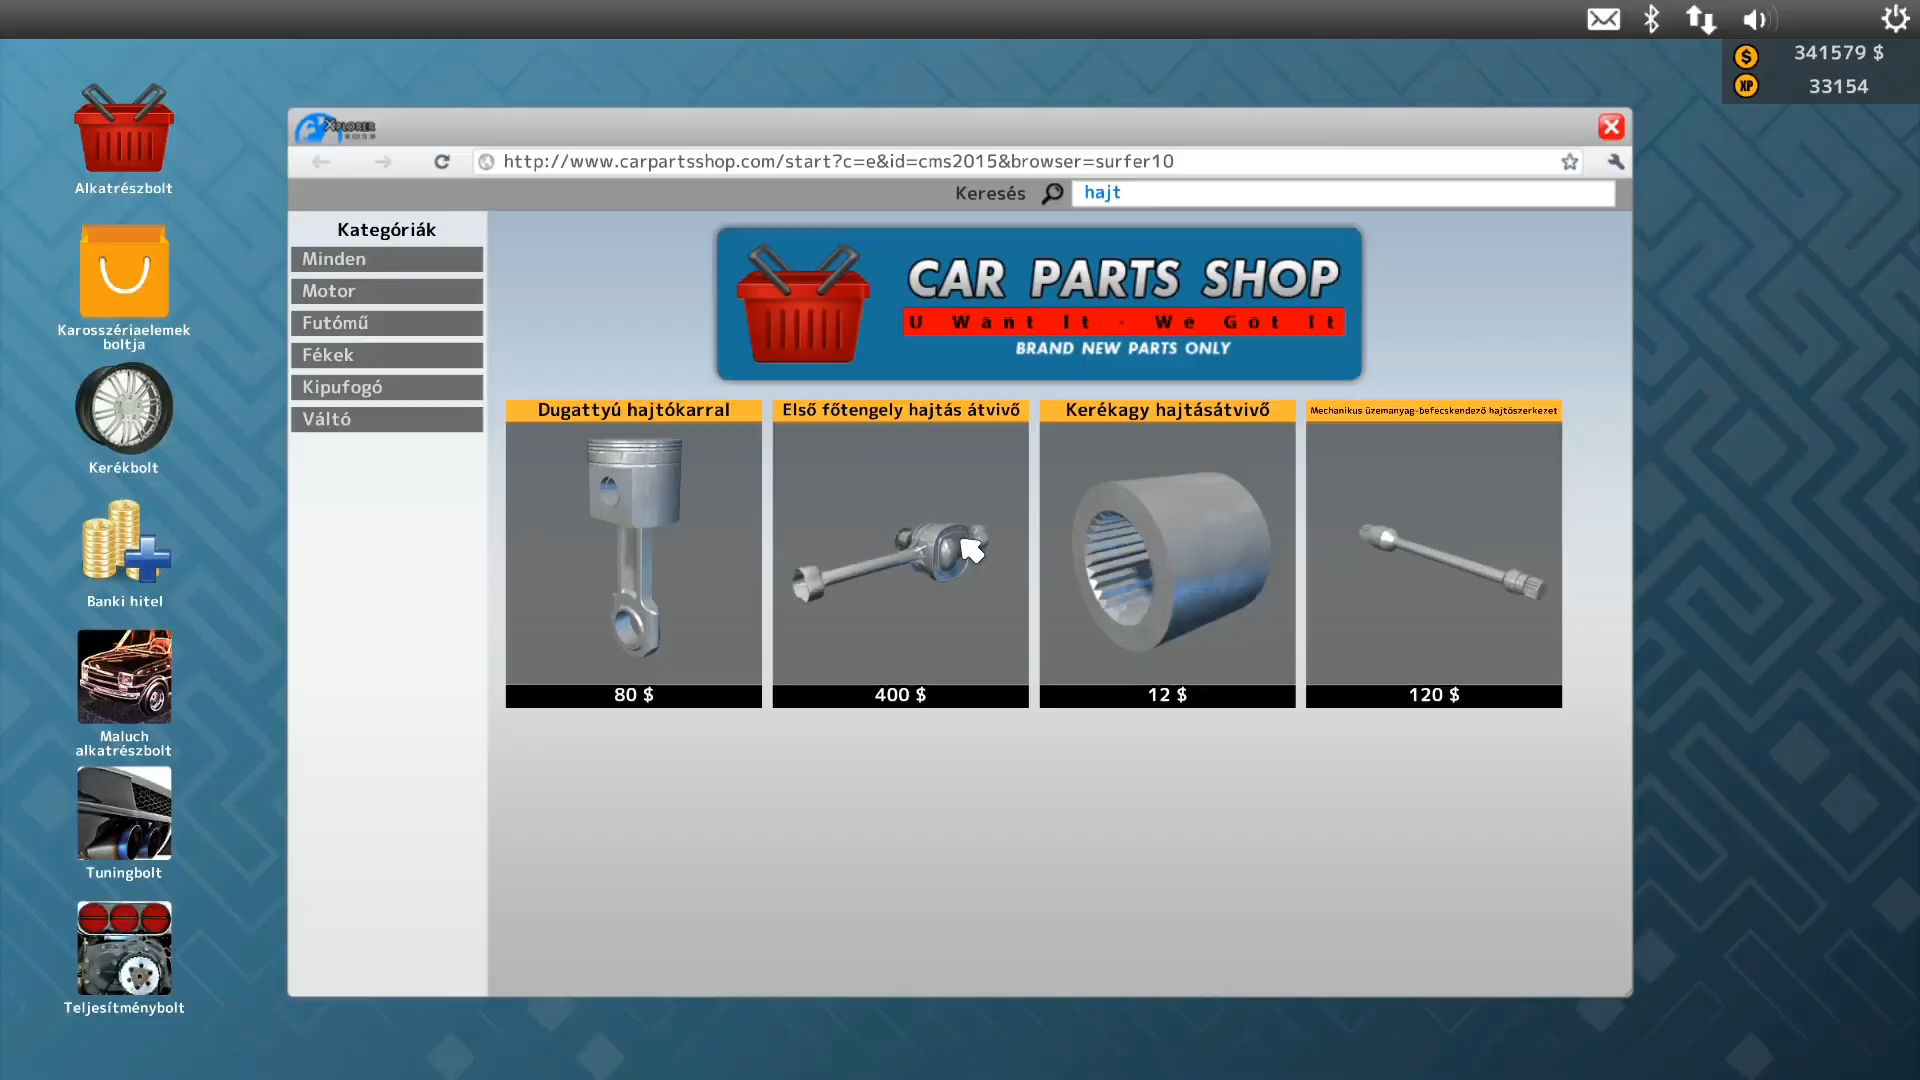 341579 $
XP
33154
Alkatrészbolt
Karosszériaelemek
boltja
Kerékbolt
Banki hitel
Maluch
alkatrészbolt
Tuningbolt
Teljesítménybolt
XPLORER
http://www.carpartsshop.com/start?c=e&id=cms2015&browser=surfer10
Keresés
hajt
Kategóriák
Minden
Motor
Futómű
Fékek
Kipufogó
Váltó
CAR PARTS SHOP
U Want It - We Got It
BRAND NEW PARTS ONLY
Dugattyú hajtókarral
80 $
Első főtengely hajtás átvivő
400 $
Kerékagy hajtásátvivő
12 $
Mechanikus üzemanyag-befecskendező hajtószerkezet
120 $